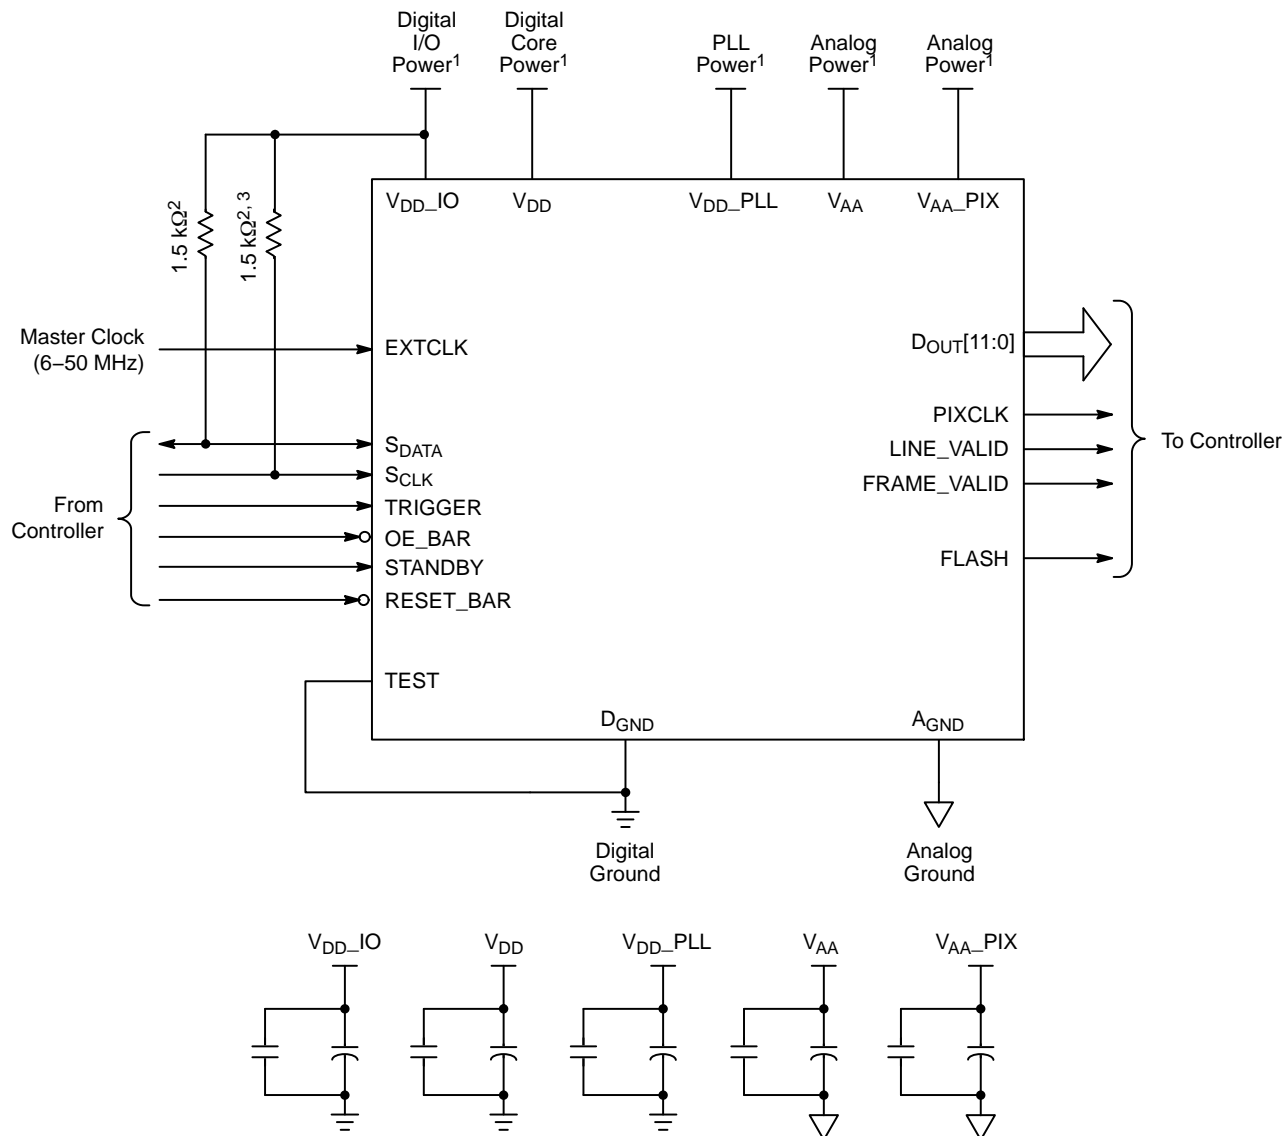 Digital
I/O
Power1
Digital
Core
Power1
PLL
Power1
Analog
Power1
Analog
Power1
VDD_IO
VDD
VDD_PLL
VAA
VAA_PIX
1.5 kΩ2
1.5 kΩ2, 3
Master Clock
(6–50 MHz)
EXTCLK
DOUT[11:0]
PIXCLK
LINE_VALID
FRAME_VALID
FLASH
To Controller
From
Controller
SDATA
SCLK
TRIGGER
OE_BAR
STANDBY
RESET_BAR
TEST
DGND
AGND
Digital
Ground
Analog
Ground
VDD_IO
VDD
VDD_PLL
VAA
VAA_PIX